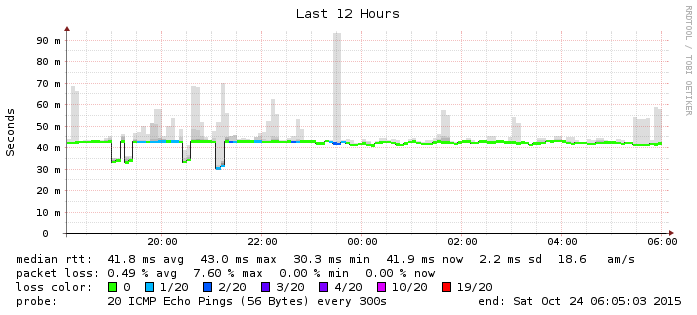 Last 12 Hours
RRDTOOL / TOBI OETIKER
Seconds
90 m
80 m
70 m
60 m
50 m
40 m
30 m
20 m
10 m
0
20:00 22:00 00:00 02:00 04:00 06:00
median rtt: 41.8 ms avg 43.0 ms max 30.3 ms min 41.9 ms now 2.2 ms sd 18.6 am/s
packet loss: 0.49 % avg 7.60 % max 0.00 % min 0.00 % now
loss color: 0 1/20 2/20 3/20 4/20 10/20 19/20
probe: 20 ICMP Echo Pings (56 Bytes) every 300s end: Sat Oct 24 06:05:03 2015